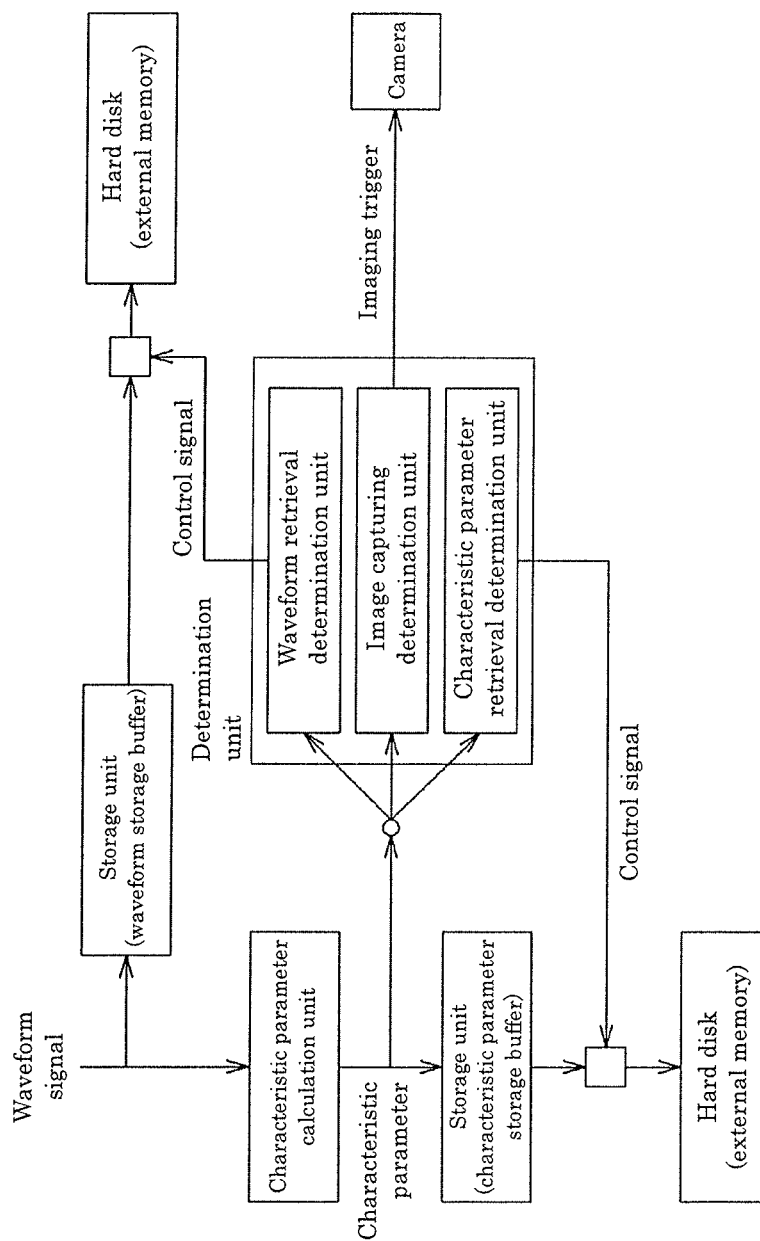 Waveform
signal
Storage unit
(waveform storage buffer)
Hard disk
(external memory)
Characteristic parameter
calculation unit
Determination
unit
Control signal
Waveform retrieval
determination unit
Characteristic
parameter
Image capturing
determination unit
Imaging trigger
Camera
Storage unit
(characteristic parameter
storage buffer)
Characteristic parameter
retrieval determination unit
Control signal
Hard disk
(external memory)